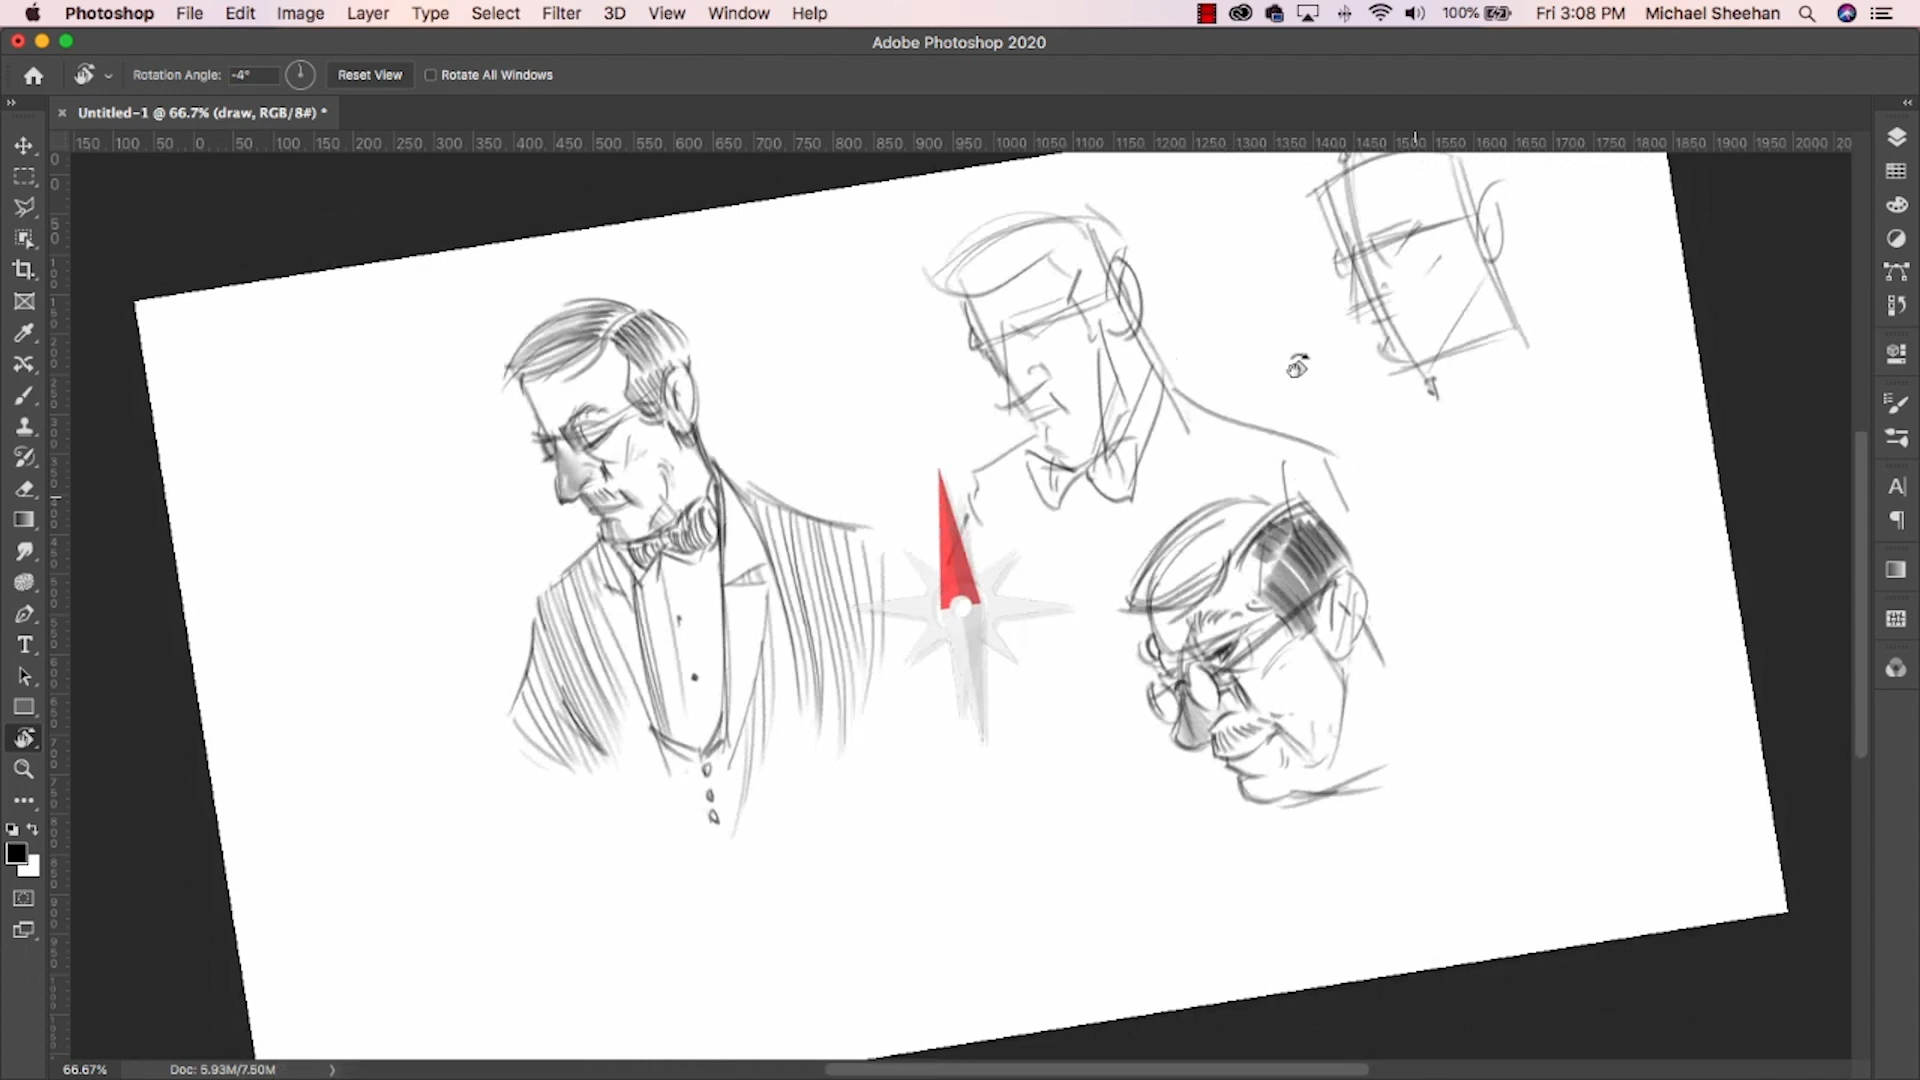 Photoshop File Edit Image Layer Type Select Filter 3D View Window Help 100% Fri 3:08 PM Michael Sheehan
Adobe Photoshop 2020
Rotation Angle: -4° Reset View Rotate All Windows
Untitled-1 @ 66.7% (draw, RGB/8#) *
150 100 50 0 50 100 150 200 250 300 350 400 450 500 550 600 650 700 750 800 850 900 950 1000 1050 1100 1150 1200 1250 1300 1350 1400 1450 1500 1550 1600 1650 1700 1750 1800 1850 1900 1950 2000 20
66.67% Doc: 5.93M/7.50M